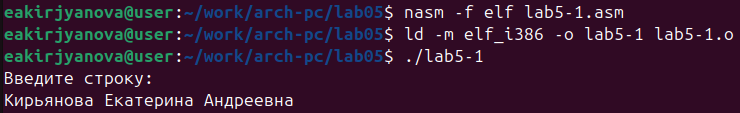 eakirjyanova@user:~/work/arch-pc/lab05$ nasm -f elf lab5-1.asm
eakirjyanova@user:~/work/arch-pc/lab05$ ld -m elf_i386 -o lab5-1 lab5-1.o
eakirjyanova@user:~/work/arch-pc/lab05$ ./lab5-1
Введите строку:
Кирьянова Екатерина Андреевна